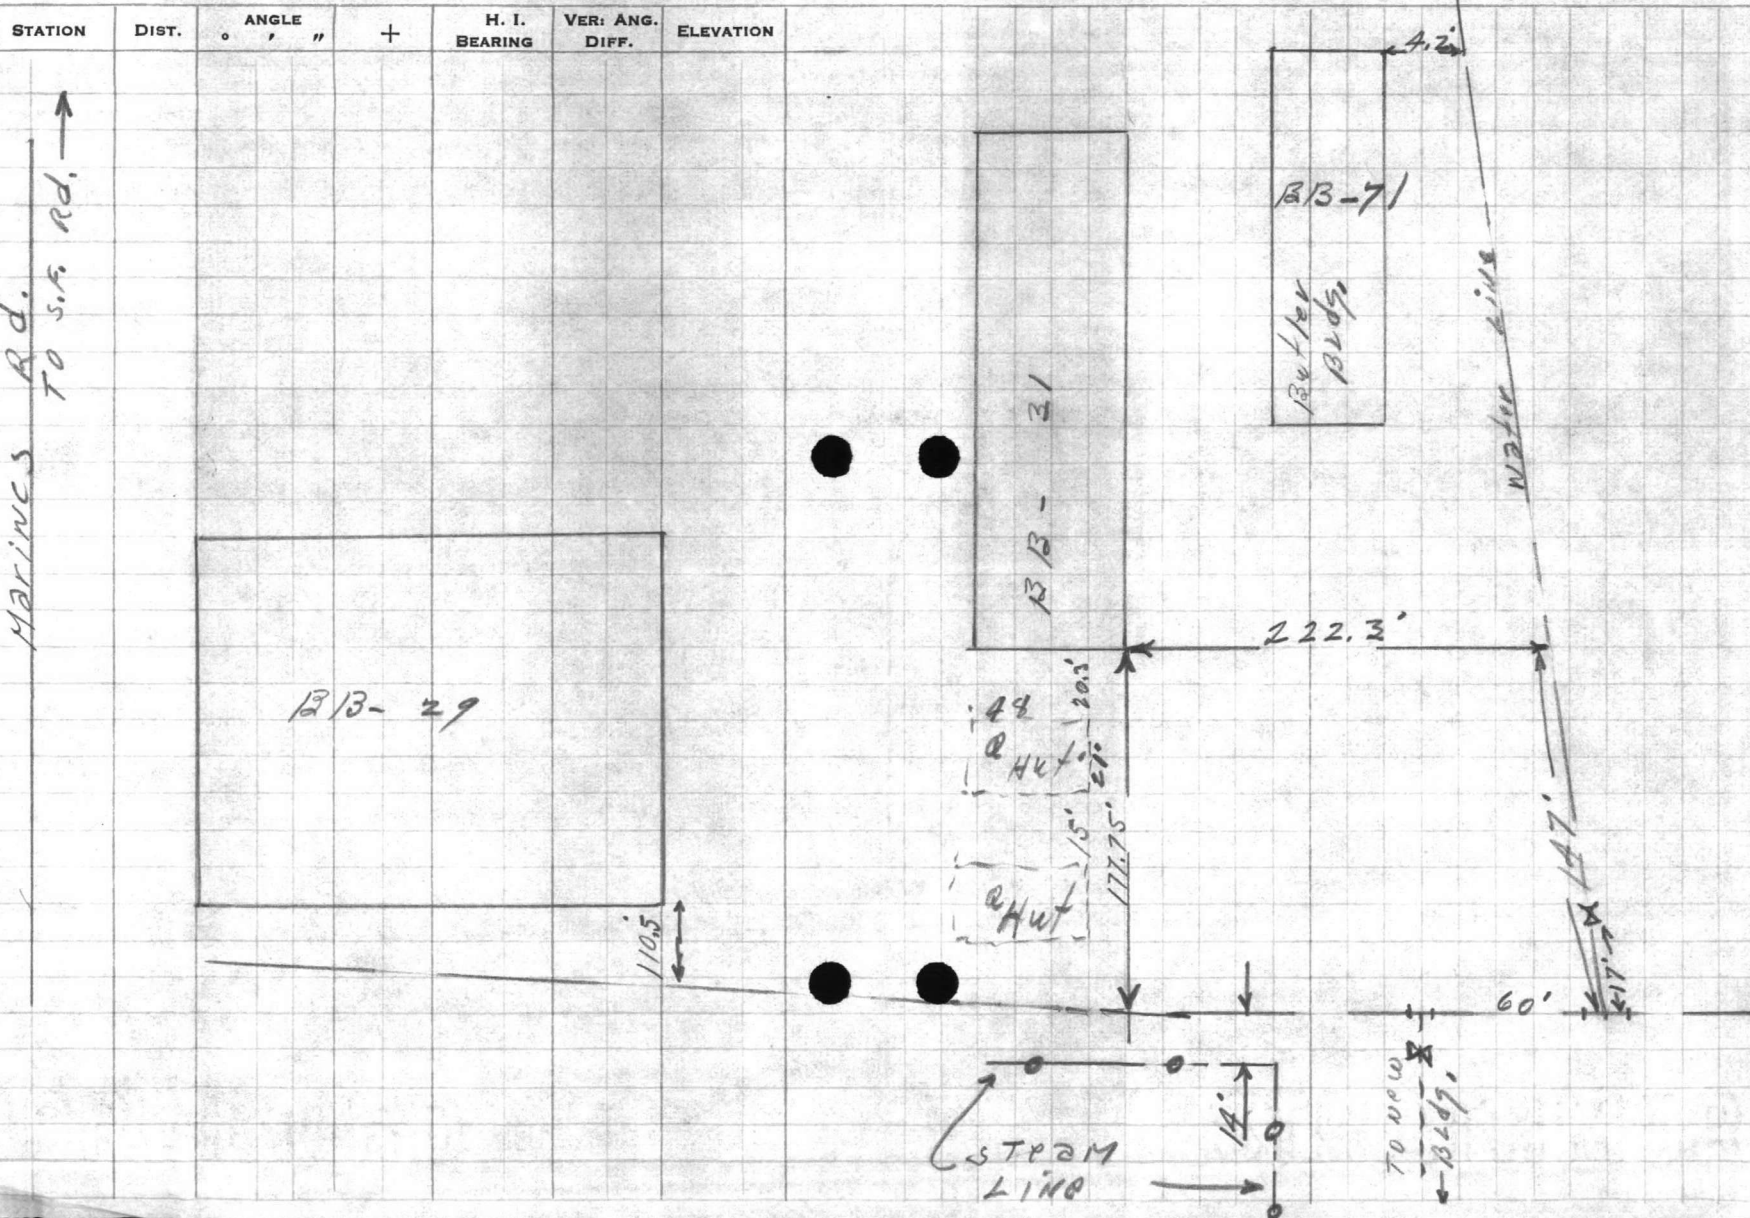 STATION DIST. ANGLE ° ' " + H. I. BEARING VER: ANG. DIFF. ELEVATION
4.2'
Marines Rd.
TO S.F. Rd.
BB-71
Butler
BLdg.
water Line
BB- 31
222.3'
BB- 29
48
Q Hut
20.5'
21'
15'
177.75'
147'
Q Hut
110.5'
17'
60'
14'
STeaM
LiNe
TO New
BLdg.